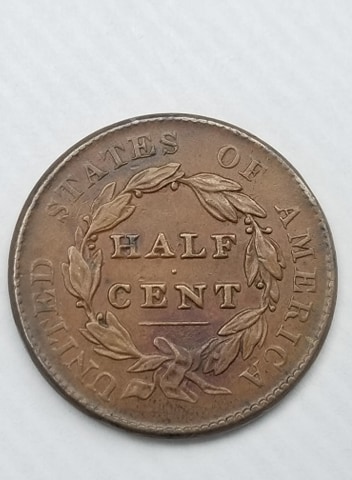 UNITED STATES OF AMERICA
HALF
CENT